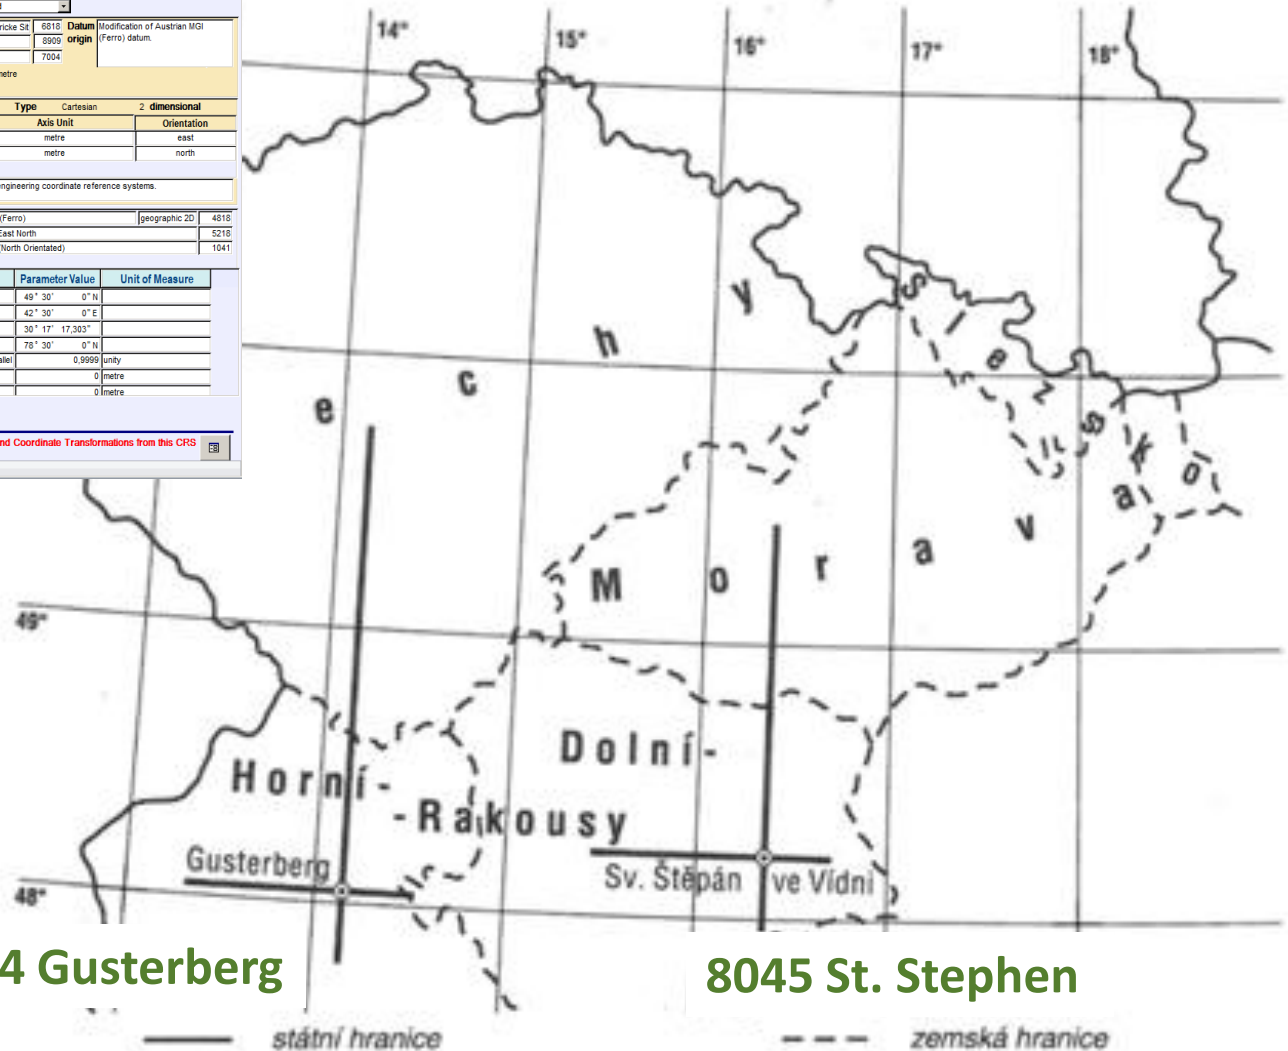 ricke Sit 6818 Datum Modification of Austrian MGI
8909 origin (Ferro) datum.
7004
metre
Type Cartesian 2 dimensional
Axis Unit Orientation
metre east
metre north
engineering coordinate reference systems.
(Ferro) geographic 2D 4818
East North 5218
(North Orientated) 1041
Parameter Value Unit of Measure
49° 30' 0" N
42° 30' 0" E
30° 17' 17,303"
78° 30' 0" N
allel 0,9999 unity
0 metre
0 metre
nd Coordinate Transformations from this CRS
14° 15° 16° 17° 18°
e c h y
S l e z s k o
M o r a v a
49°
Horní-
Dolní-
-Rakousy
Gusterberg
Sv. Štěpán ve Vídni
48°
4 Gusterberg
8045 St. Stephen
státní hranice
zemská hranice